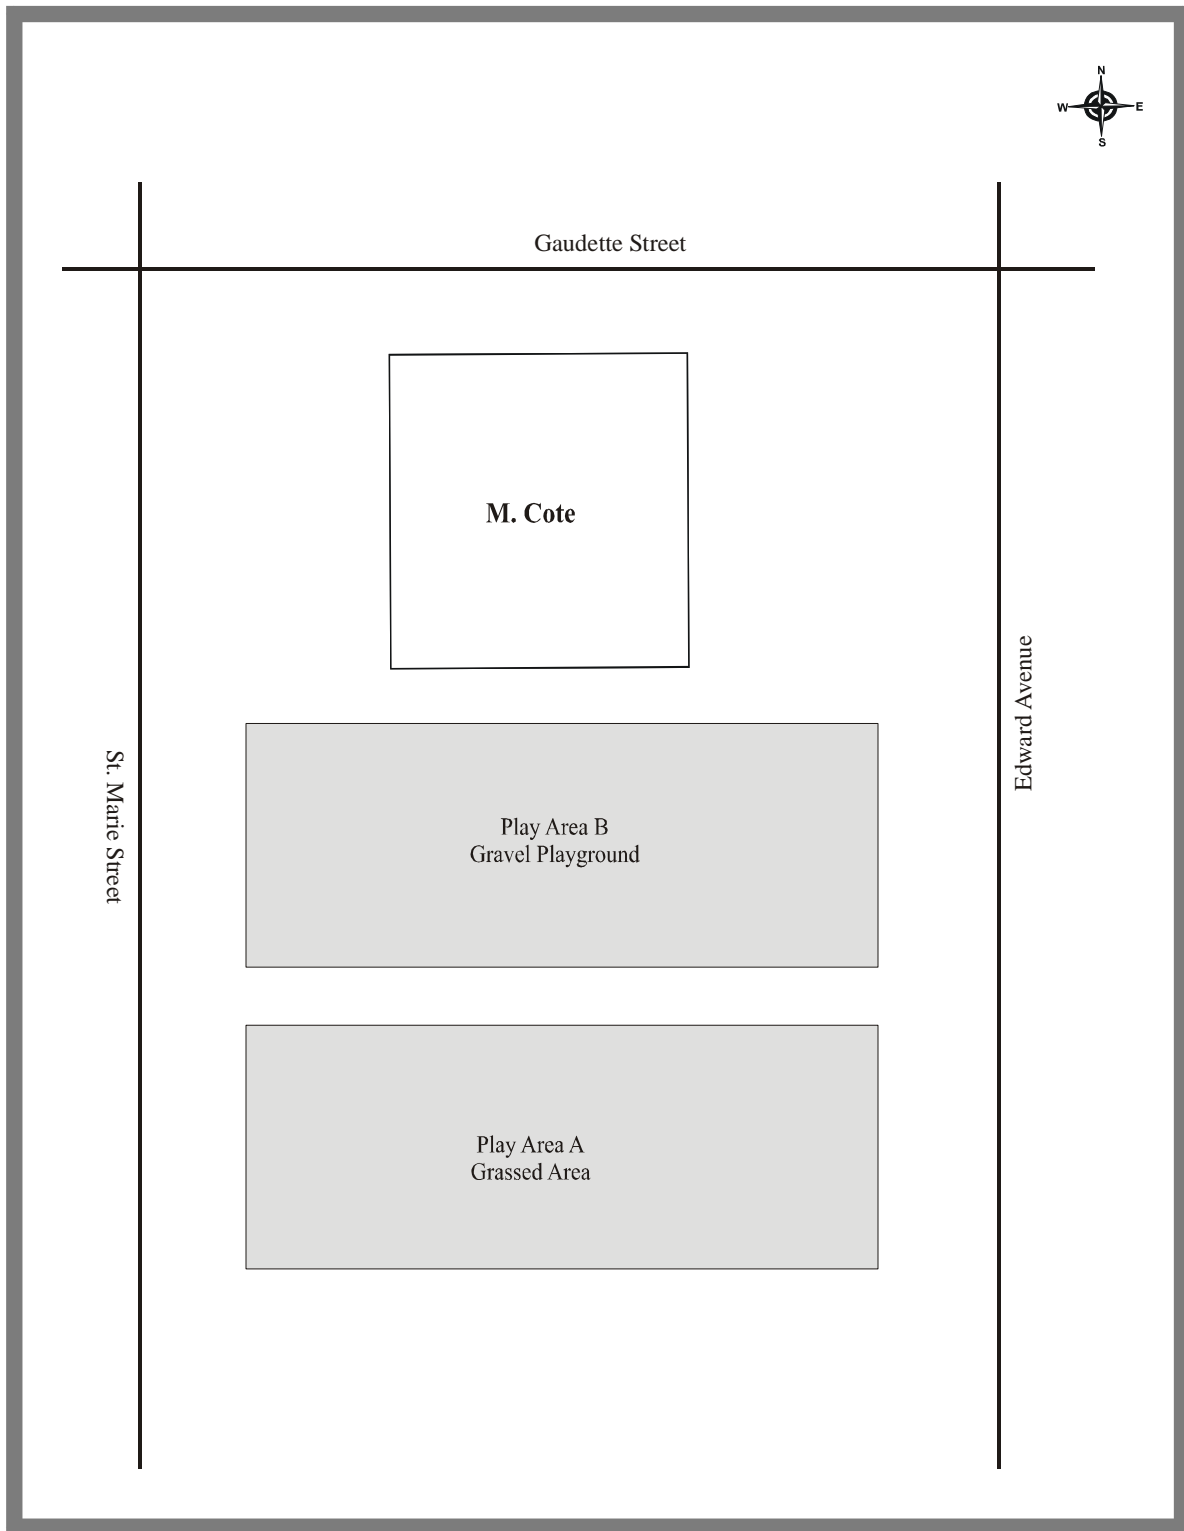 N
W E
S
Gaudette Street
M. Cote
Edward Avenue
St. Marie Street
Play Area B
Gravel Playground
Play Area A
Grassed Area